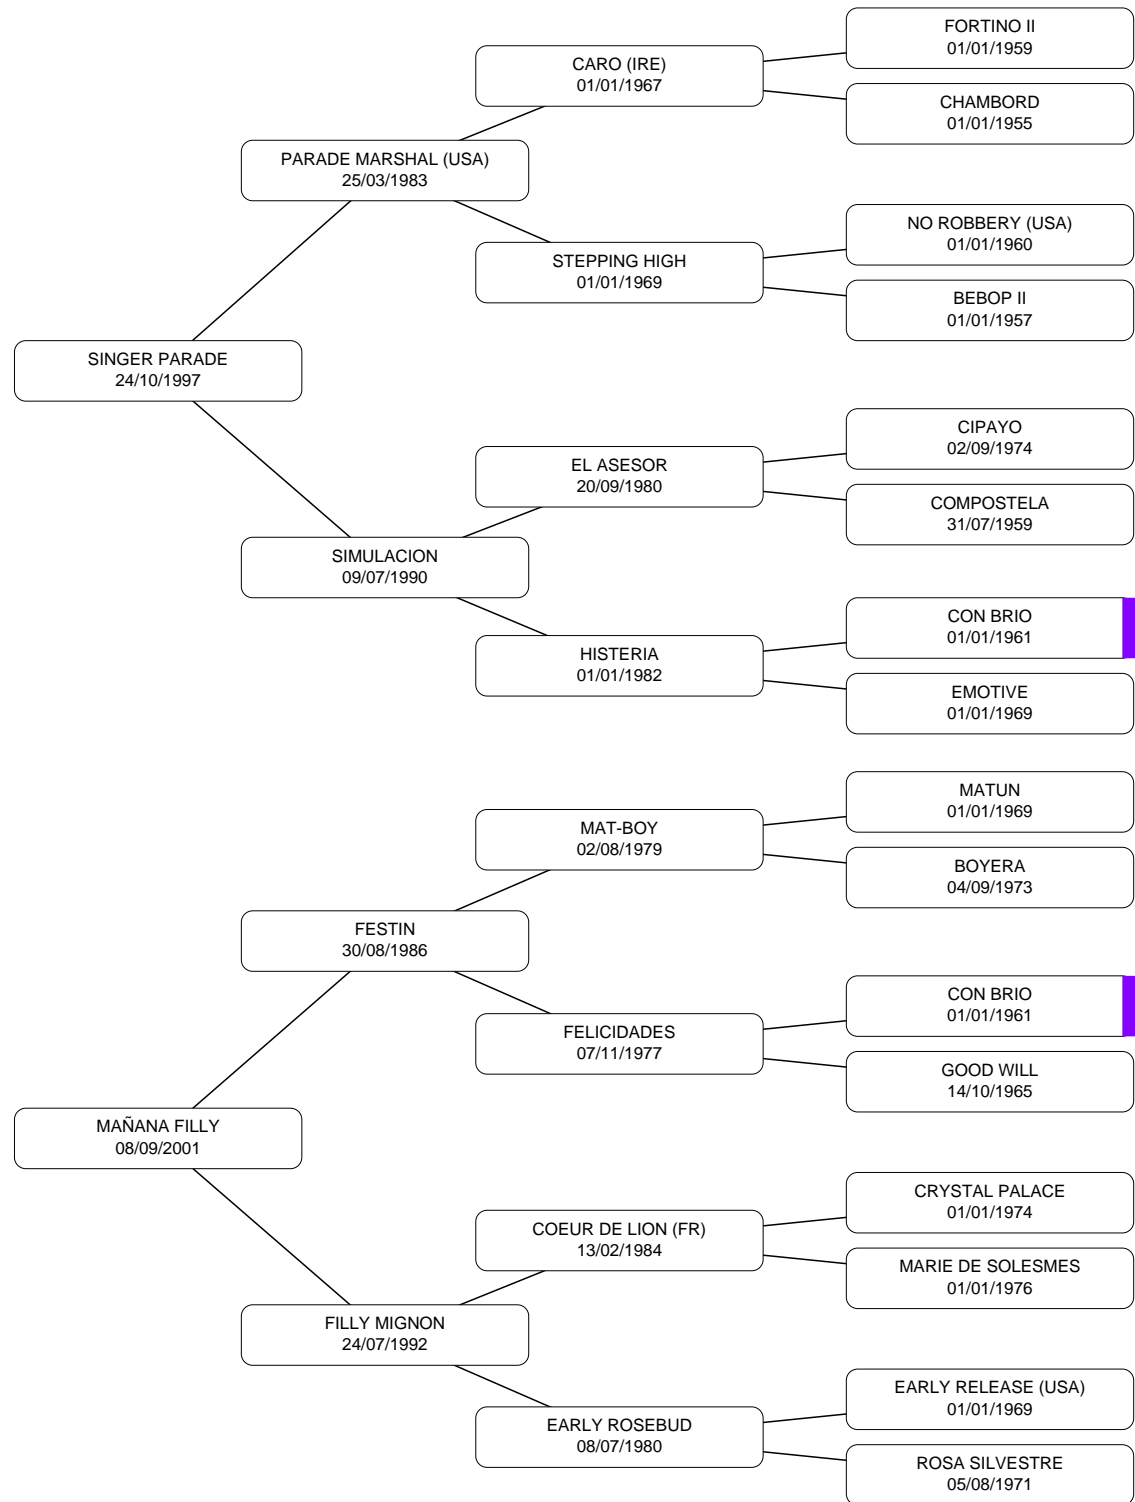 FORTINO II
01/01/1959
CARO (IRE)
01/01/1967
CHAMBORD
01/01/1955
PARADE MARSHAL (USA)
25/03/1983
NO ROBBERY (USA)
01/01/1960
STEPPING HIGH
01/01/1969
BEBOP II
01/01/1957
SINGER PARADE
24/10/1997
CIPAYO
02/09/1974
EL ASESOR
20/09/1980
COMPOSTELA
31/07/1959
SIMULACION
09/07/1990
CON BRIO
01/01/1961
HISTERIA
01/01/1982
EMOTIVE
01/01/1969
MATUN
01/01/1969
MAT-BOY
02/08/1979
BOYERA
04/09/1973
FESTIN
30/08/1986
CON BRIO
01/01/1961
FELICIDADES
07/11/1977
GOOD WILL
14/10/1965
MAÑANA FILLY
08/09/2001
CRYSTAL PALACE
01/01/1974
COEUR DE LION (FR)
13/02/1984
MARIE DE SOLESMES
01/01/1976
FILLY MIGNON
24/07/1992
EARLY RELEASE (USA)
01/01/1969
EARLY ROSEBUD
08/07/1980
ROSA SILVESTRE
05/08/1971